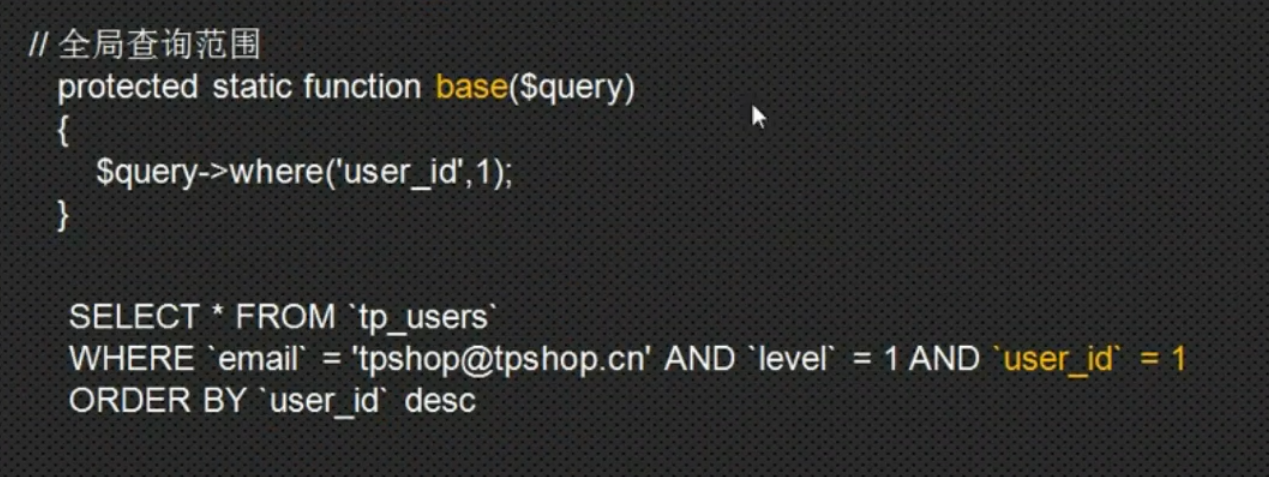 // 全局查询范围
protected static function base($query)
{
$query->where('user_id',1);
}
SELECT * FROM `tp_users`
WHERE `email` = 'tpshop@tpshop.cn' AND `level` = 1 AND `user_id` = 1
ORDER BY `user_id` desc